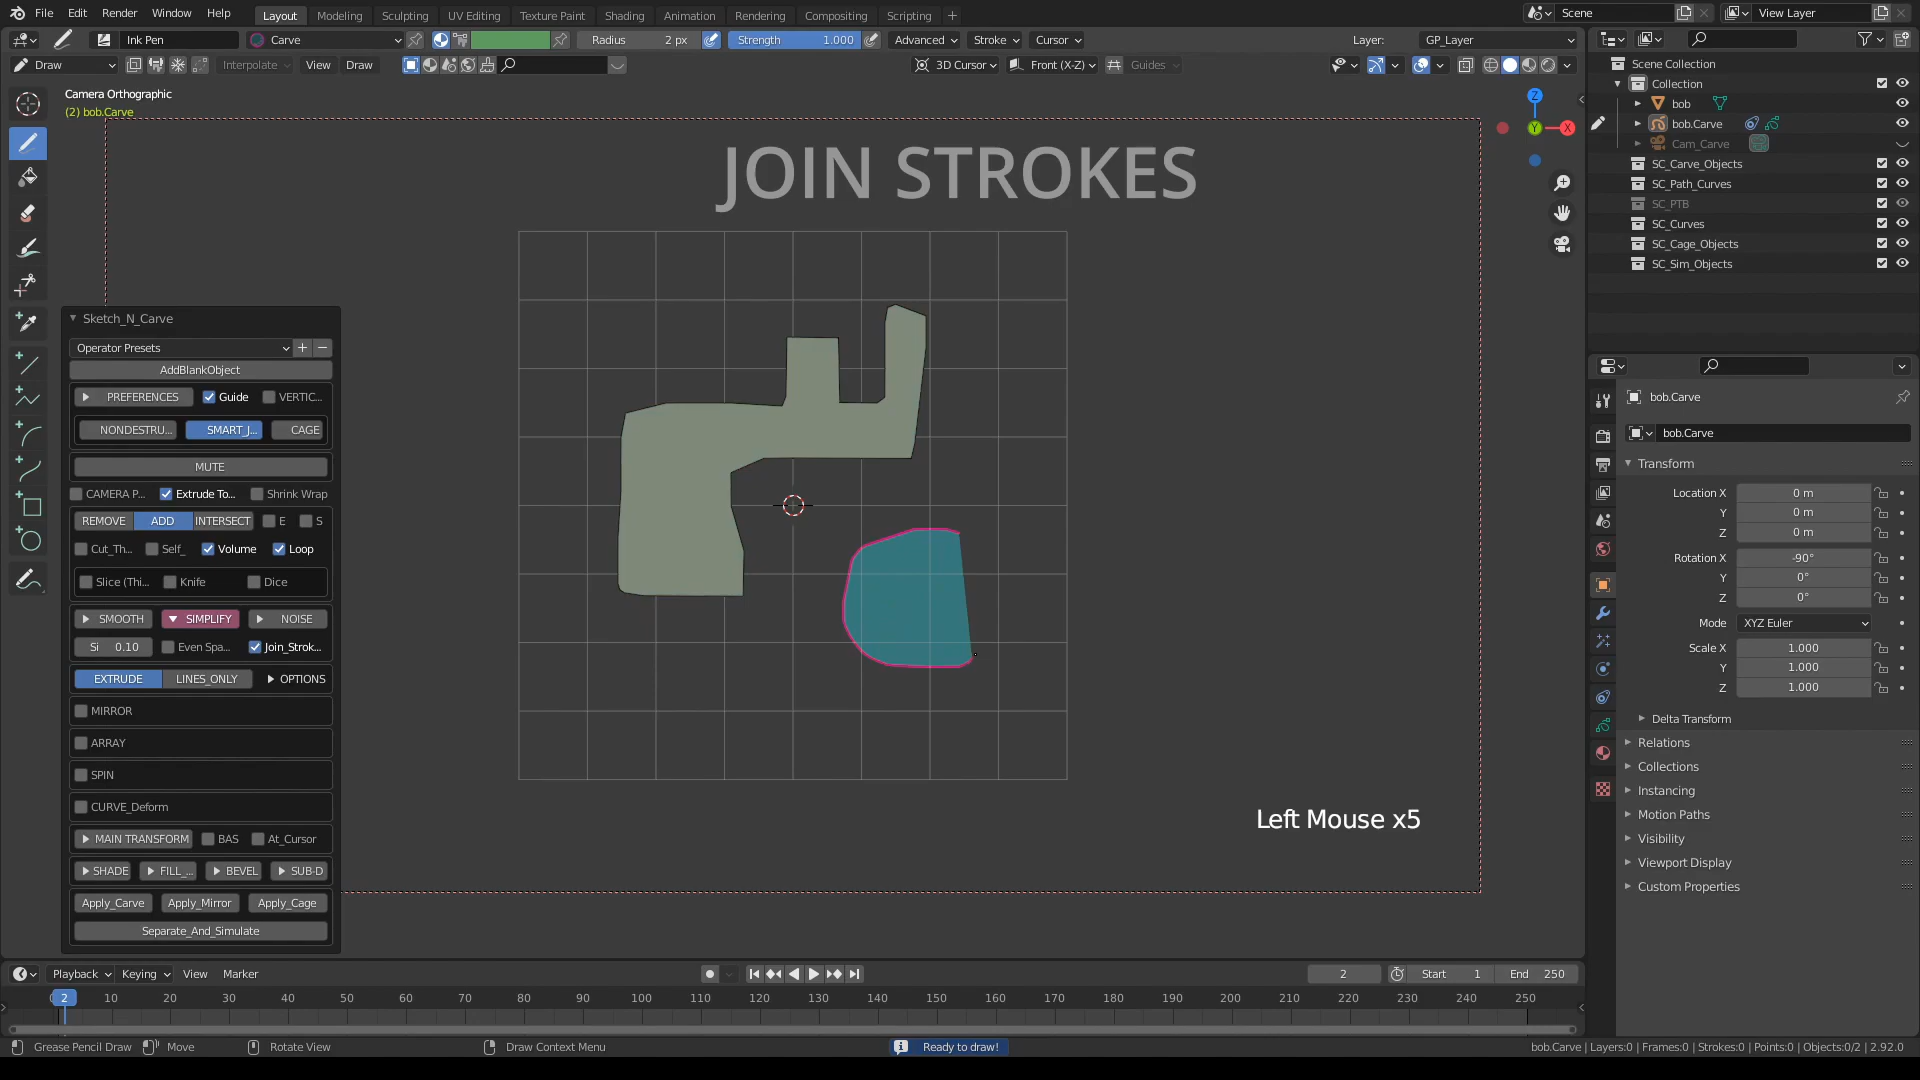 File Edit Render Window Help Layout Modeling Sculpting UV Editing Texture Paint Shading Animation Rendering Compositing Scripting + Scene View Layer
Ink Pen Carve Radius 2 px Strength 1.000 Advanced Stroke Cursor Layer: GP_Layer
Draw Interpolate View Draw 3D Cursor Front (X-Z) Guides
Camera Orthographic
(2) bob.Carve
JOIN STROKES
Z
Y
X
Sketch_N_Carve
Operator Presets
AddBlankObject
PREFERENCES Guide VERTIC...
NONDESTRU... SMART_J... CAGE
MUTE
CAMERA P... Extrude To... Shrink Wrap
REMOVE ADD INTERSECT E S
Cut_Th... Self_ Volume Loop
Slice (Thi... Knife Dice
SMOOTH SIMPLIFY NOISE
Si 0.10 Even Spa... Join_Strok...
EXTRUDE LINES_ONLY OPTIONS
MIRROR
ARRAY
SPIN
CURVE_Deform
MAIN TRANSFORM BAS At_Cursor
SHADE FILL_... BEVEL SUB-D
Apply_Carve Apply_Mirror Apply_Cage
Separate_And_Simulate
Left Mouse x5
Scene Collection
Collection
bob
bob.Carve
Cam_Carve
SC_Carve_Objects
SC_Path_Curves
SC_PTB
SC_Curves
SC_Cage_Objects
SC_Sim_Objects
bob.Carve
bob.Carve
Transform
Location X 0 m
Y 0 m
Z 0 m
Rotation X -90°
Y 0°
Z 0°
Mode XYZ Euler
Scale X 1.000
Y 1.000
Z 1.000
Delta Transform
Relations
Collections
Instancing
Motion Paths
Visibility
Viewport Display
Custom Properties
Playback Keying View Marker 2 Start 1 End 250
2 10 20 30 40 50 60 70 80 90 100 110 120 130 140 150 160 170 180 190 200 210 220 230 240 250
Grease Pencil Draw Move Rotate View Draw Context Menu Ready to draw! bob.Carve | Layers:0 | Frames:0 | Strokes:0 | Points:0 | Objects:0/2 | 2.92.0